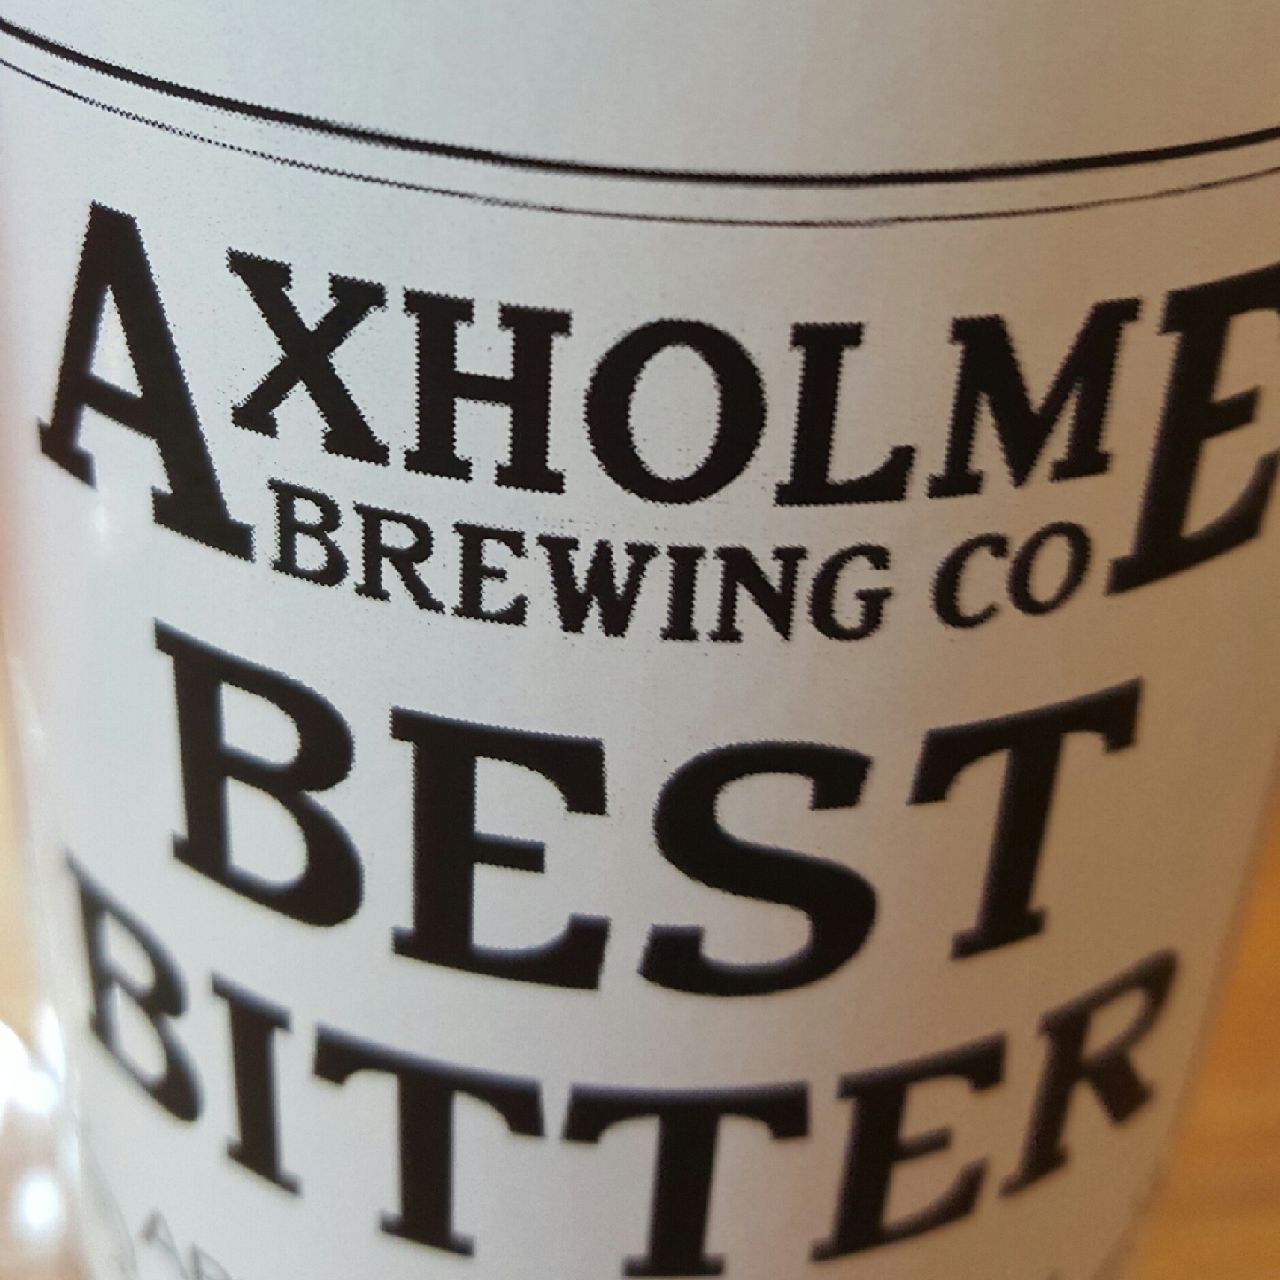 AXHOLME
BREWING CO
BEST
BITTER